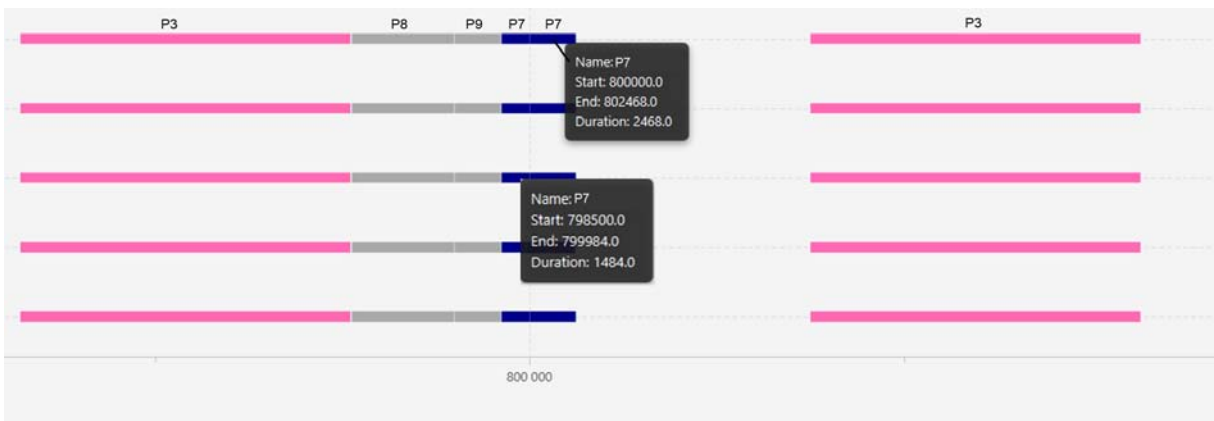 P3 P8 P9 P7 P7 P3
Name: P7
Start: 800000.0
End: 802468.0
Duration: 2468.0
Name: P7
Start: 798500.0
End: 799984.0
Duration: 1484.0
800 000